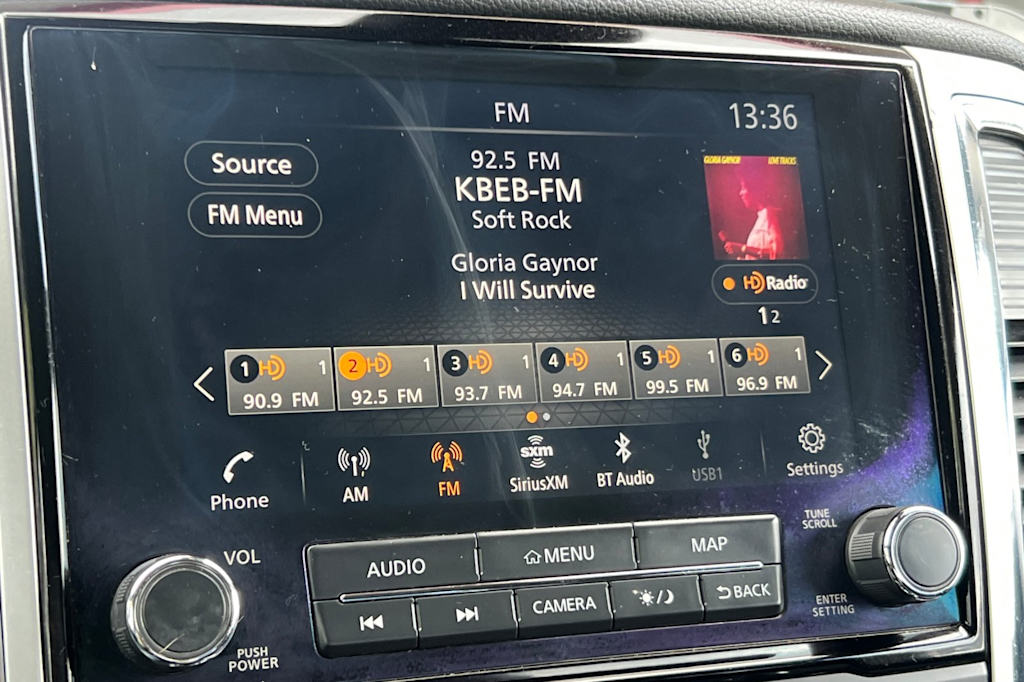 FM
13:36
Source
FM Menu
92.5 FM
KBEB-FM
Soft Rock
Gloria Gaynor
I Will Survive
GLORIA GAYNOR LOVE TRACKS
HD Radio
1 2
1 HD 1
90.9 FM
2 HD 1
92.5 FM
3 HD 1
93.7 FM
4 HD 1
94.7 FM
5 HD 1
99.5 FM
6 HD 1
96.9 FM
Phone
AM
FM
sxm
SiriusXM
BT Audio
USB1
Settings
VOL
PUSH
POWER
AUDIO
MENU
MAP
CAMERA
BACK
TUNE
SCROLL
ENTER
SETTING